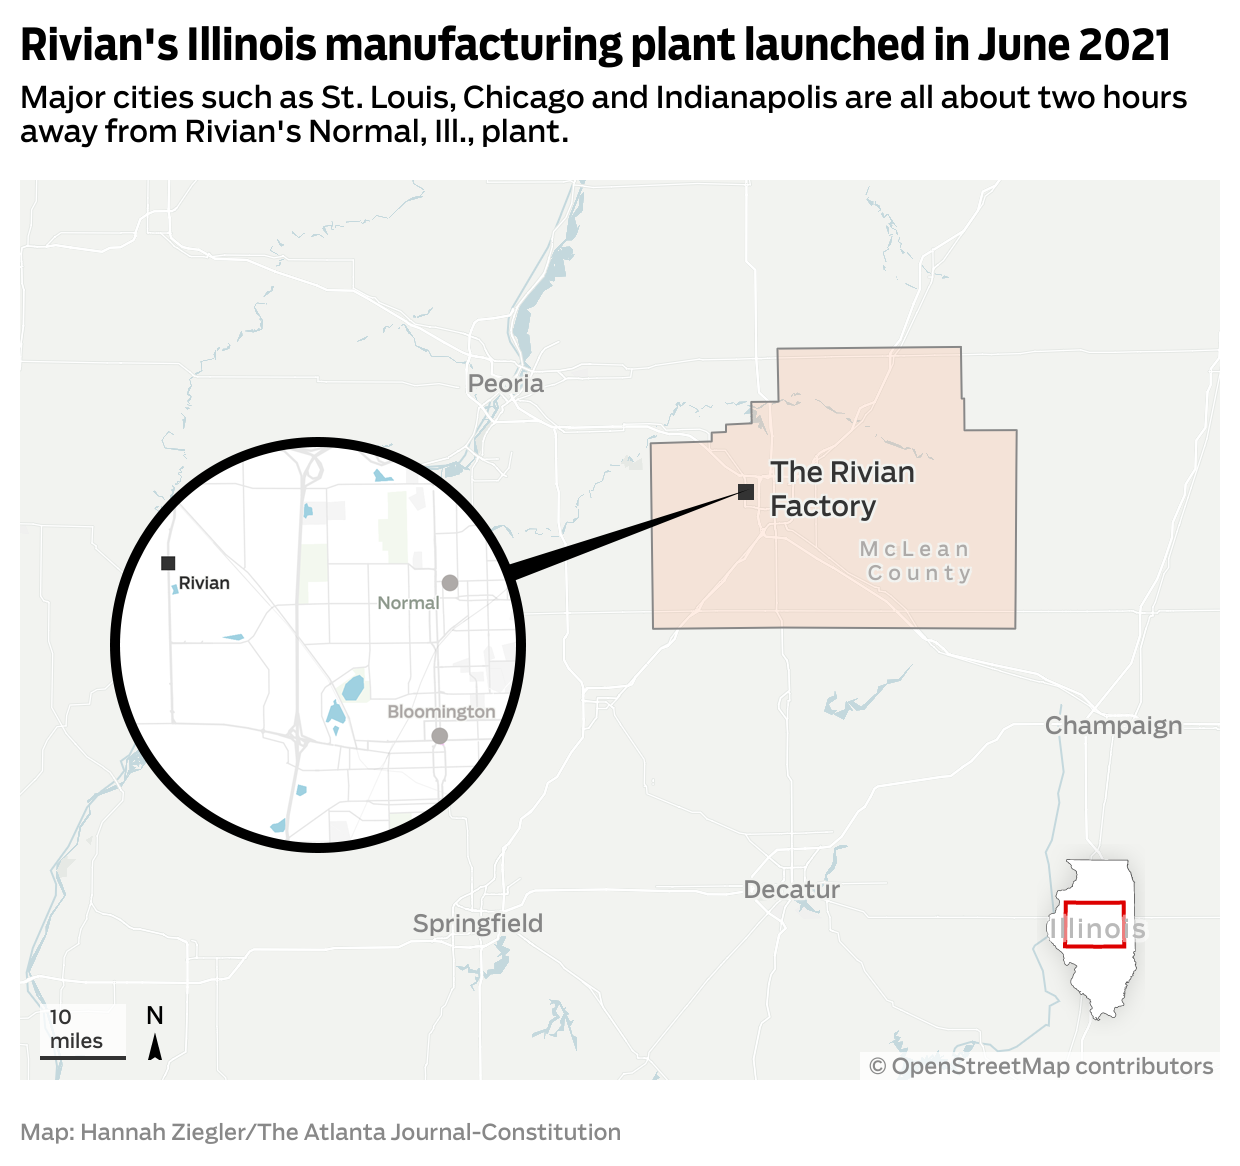 Rivian's Illinois manufacturing plant launched in June 2021
Major cities such as St. Louis, Chicago and Indianapolis are all about two hours
away from Rivian's Normal, Ill., plant.
Peoria
The Rivian
Factory
McLean
County
Rivian
Normal
Bloomington
Champaign
Decatur
Springfield
Illinois
10
miles
N
© OpenStreetMap contributors
Map: Hannah Ziegler/The Atlanta Journal-Constitution